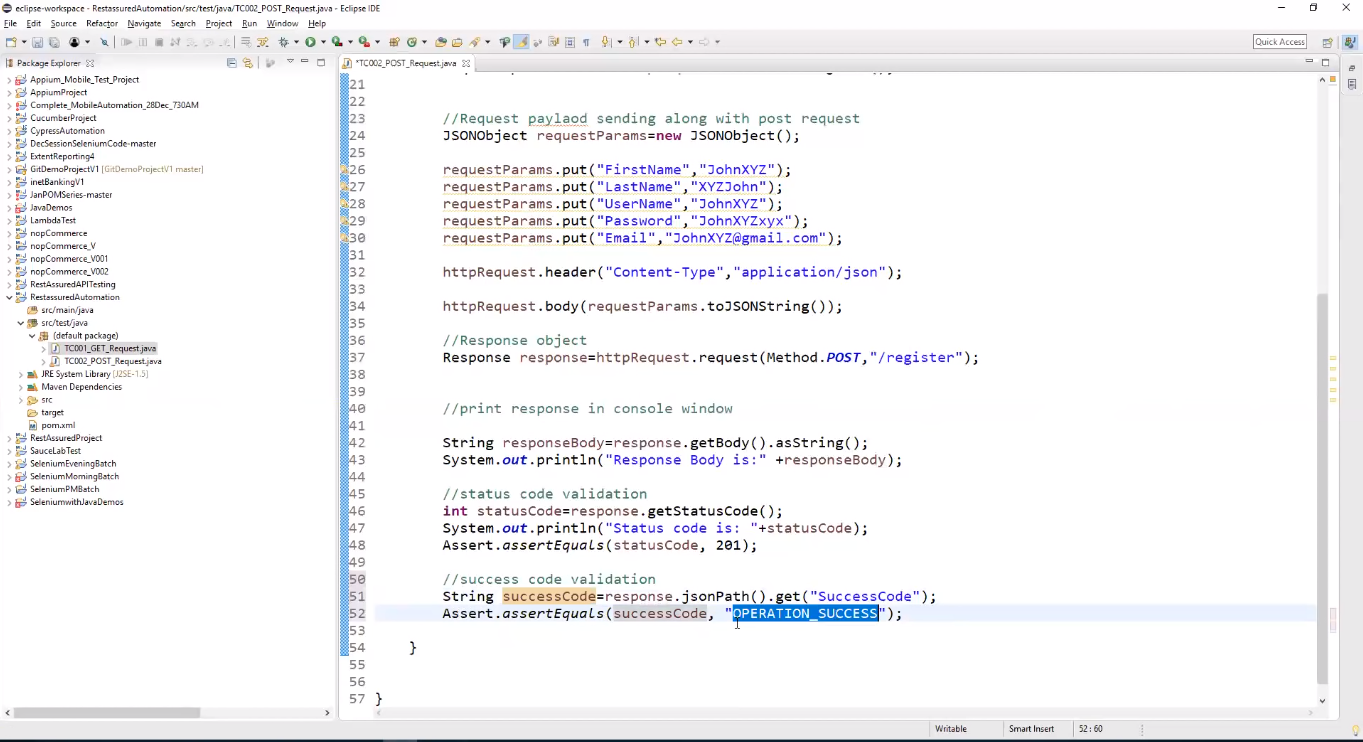 eclipse-workspace - RestassuredAutomation/src/test/java/TC002_POST_Request.java - Eclipse IDE
File Edit Source Refactor Navigate Search Project Run Window Help
Quick Access
Package Explorer
Appium_Mobile_Test_Project
AppiumProject
Complete_MobileAutomation_28Dec_730AM
CucumberProject
CypressAutomation
DecSessionSeleniumCode-master
ExtentReporting4
GitDemoProjectV1 [GitDemoProjectV1 master]
inetBankingV1
JanPOMSeries-master
JavaDemos
LambdaTest
nopCommerce
nopCommerce_V
nopCommerce_V001
nopCommerce_V002
RestAssuredAPITesting
RestassuredAutomation
src/main/java
src/test/java
(default package)
TC001_GET_Request.java
TC002_POST_Request.java
JRE System Library [J2SE-1.5]
Maven Dependencies
src
target
pom.xml
RestAssuredProject
SauceLabTest
SeleniumEveningBatch
SeleniumMorningBatch
SeleniumPMBatch
SeleniumwithJavaDemos
*TC002_POST_Request.java
21
22
23 //Request paylaod sending along with post request
24 JSONObject requestParams=new JSONObject();
25
26 requestParams.put("FirstName","JohnXYZ");
27 requestParams.put("LastName","XYZJohn");
28 requestParams.put("UserName","JohnXYZ");
29 requestParams.put("Password","JohnXYZxyx");
30 requestParams.put("Email","JohnXYZ@gmail.com");
31
32 httpRequest.header("Content-Type","application/json");
33
34 httpRequest.body(requestParams.toJSONString());
35
36 //Response object
37 Response response=httpRequest.request(Method.POST,"/register");
38
39
40 //print response in console window
41
42 String responseBody=response.getBody().asString();
43 System.out.println("Response Body is:" +responseBody);
44
45 //status code validation
46 int statusCode=response.getStatusCode();
47 System.out.println("Status code is: "+statusCode);
48 Assert.assertEquals(statusCode, 201);
49
50 //success code validation
51 String successCode=response.jsonPath().get("SuccessCode");
52 Assert.assertEquals(successCode, "OPERATION_SUCCESS");
53
54 }
55
56
57 }
Writable Smart Insert 52 : 60